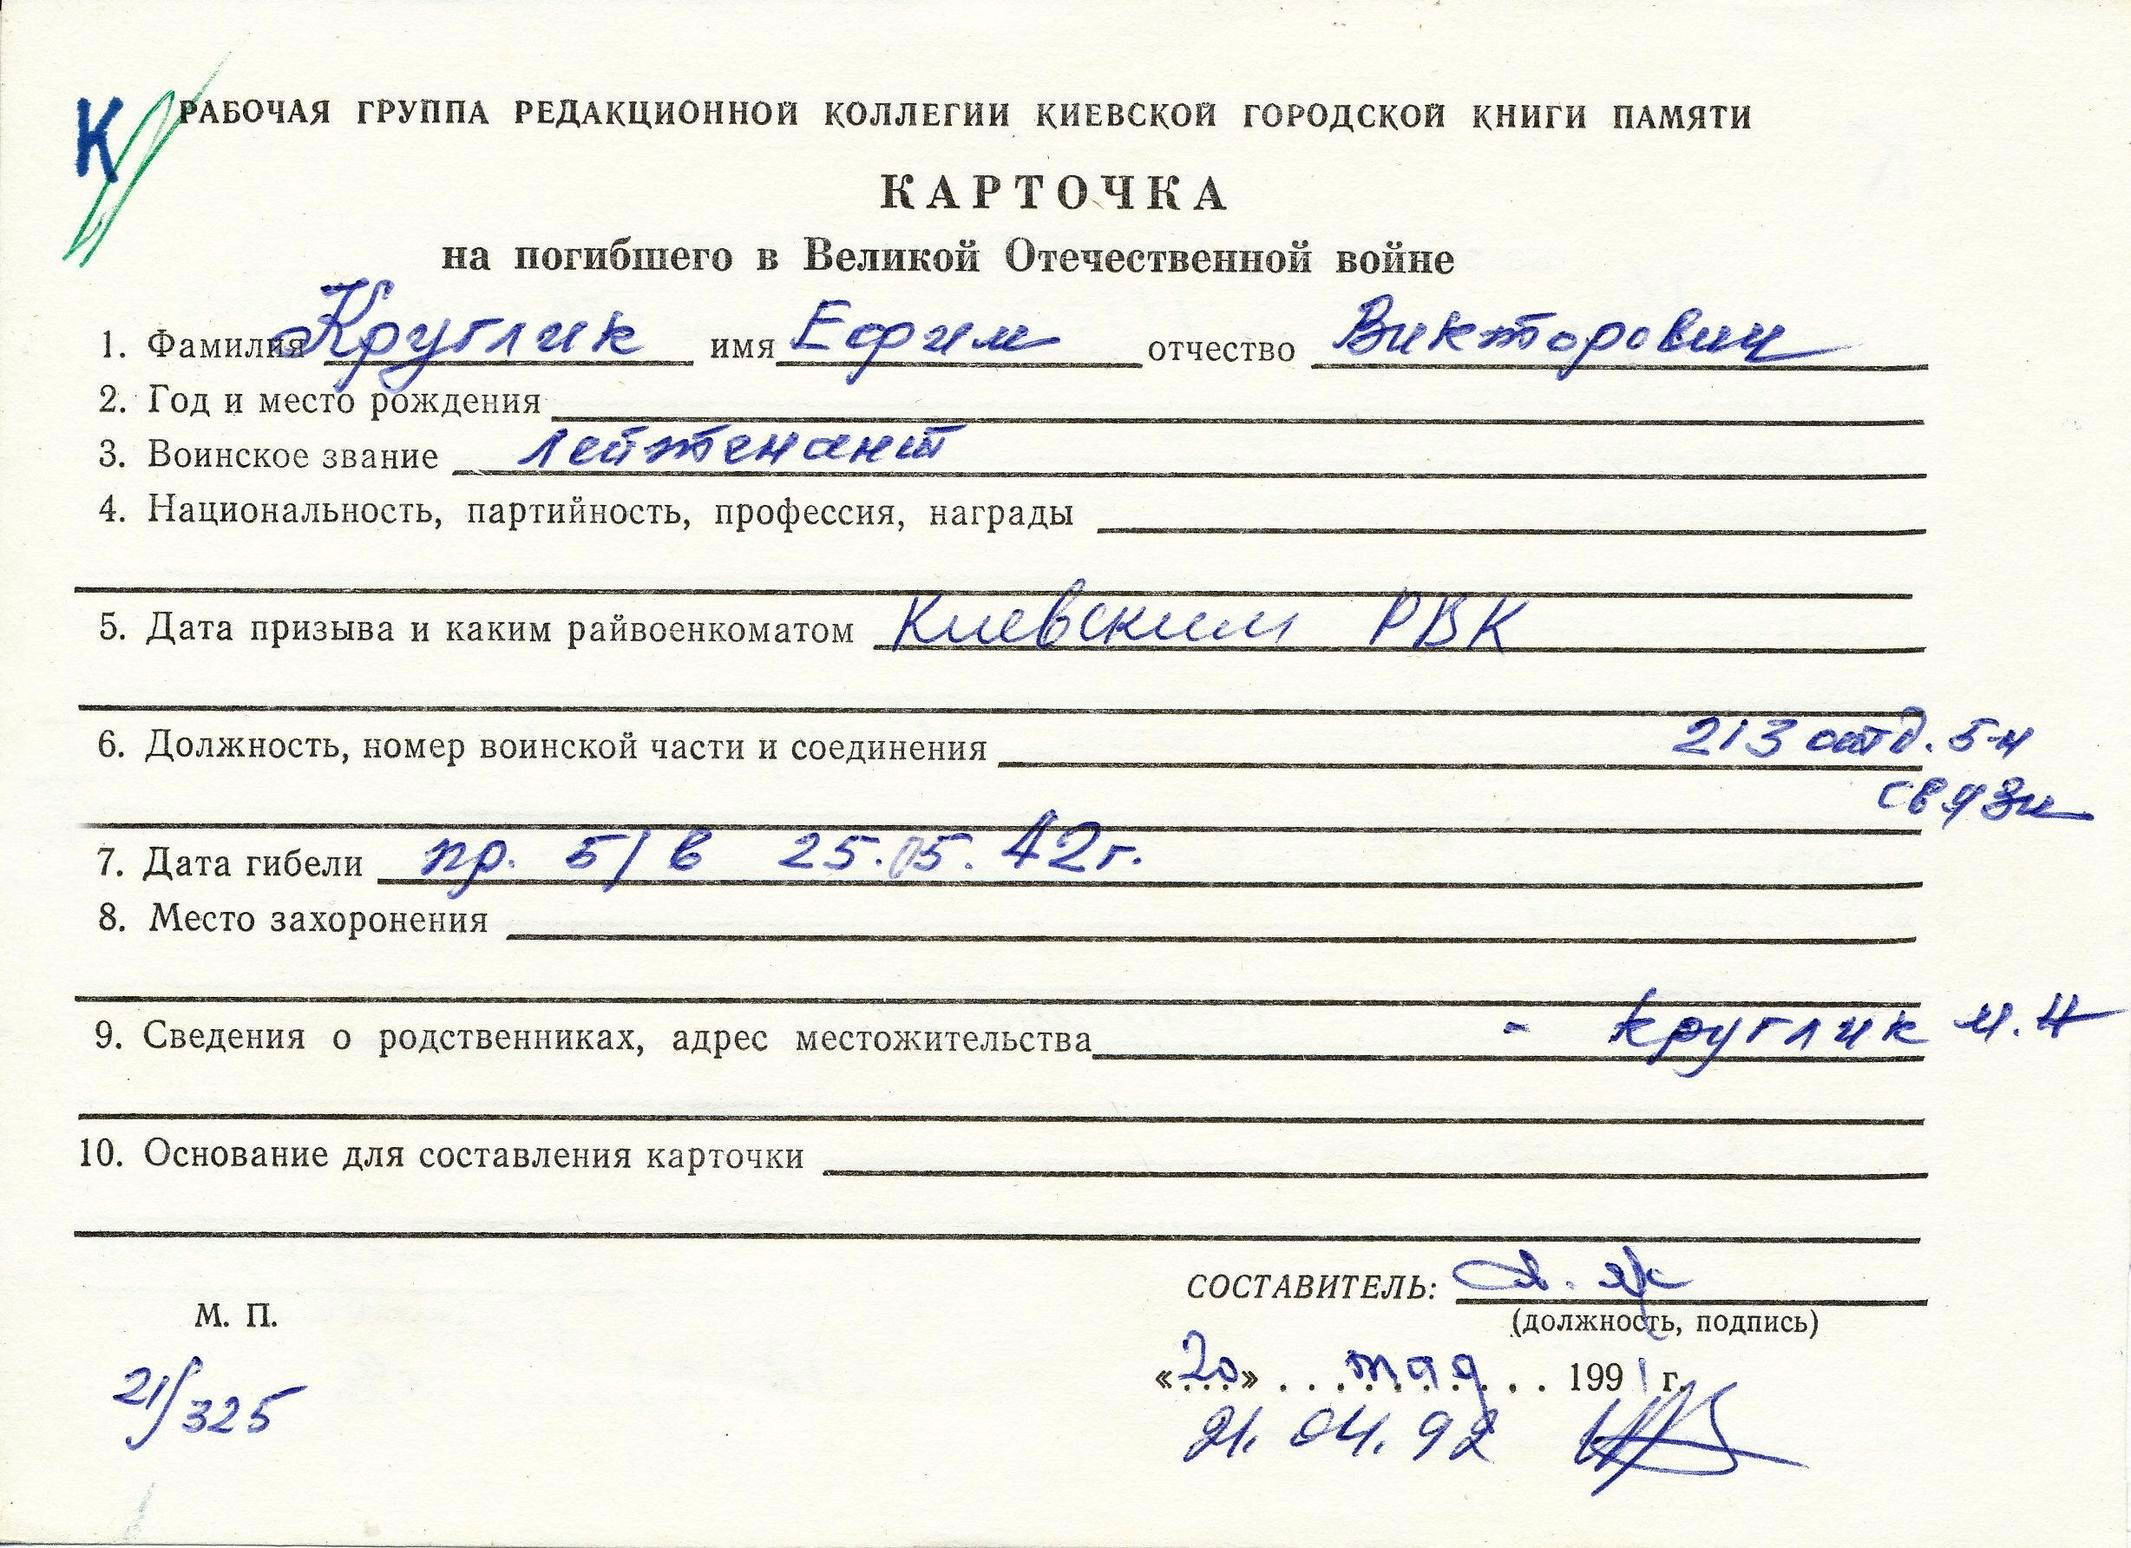 К
РАБОЧАЯ ГРУППА РЕДАКЦИОННОЙ КОЛЛЕГИИ КИЕВСКОЙ ГОРОДСКОЙ КНИГИ ПАМЯТИ
КАРТОЧКА
на погибшего в Великой Отечественной войне
1. Фамилия Круглик имя Ефим отчество Викторович
2. Год и место рождения
3. Воинское звание лейтенант
4. Национальность, партийность, профессия, награды
5. Дата призыва и каким райвоенкоматом Киевским РВК
6. Должность, номер воинской части и соединения 213 отд. б-н
связи
7. Дата гибели пр. б/в 25.05.42г.
8. Место захоронения
9. Сведения о родственниках, адрес местожительства - Круглик М.Н
10. Основание для составления карточки
СОСТАВИТЕЛЬ:
(должность, подпись)
М. П.
«20» мая 1991 г.
21/325
21.04.92